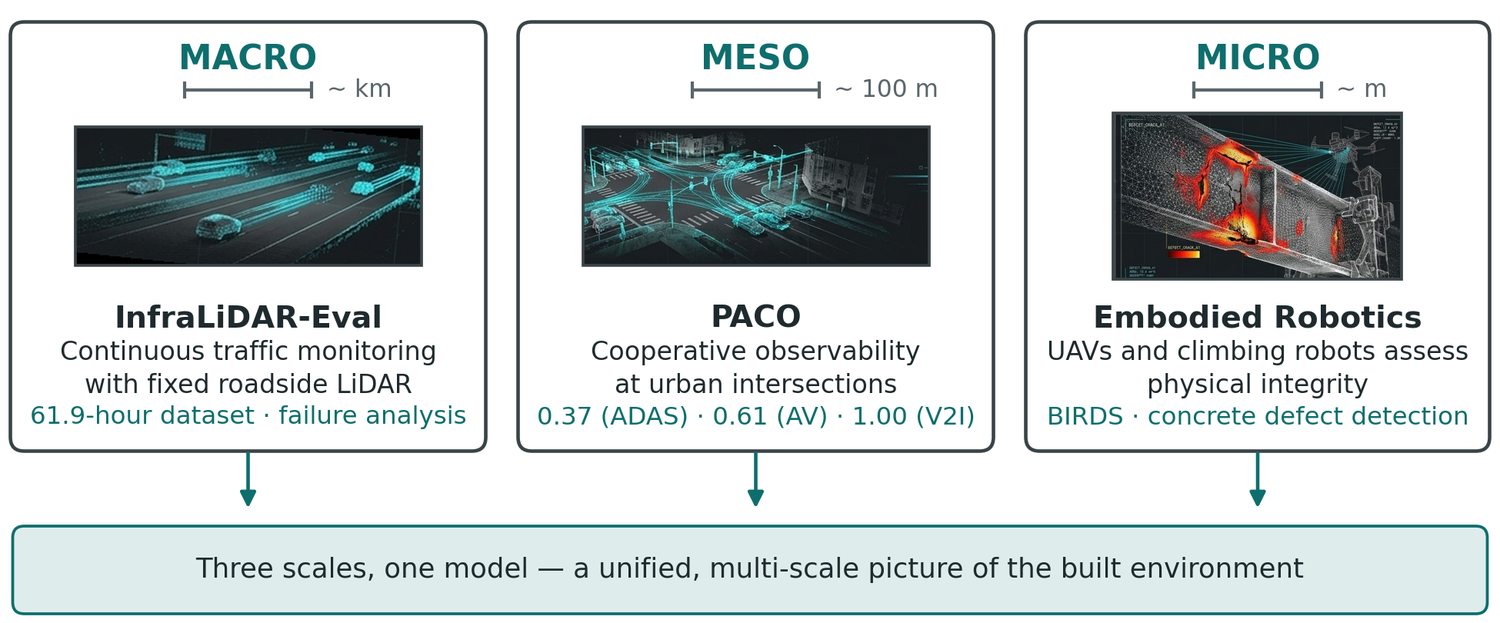 MACRO
~ km
InfraLiDAR-Eval
Continuous traffic monitoring
with fixed roadside LiDAR
61.9-hour dataset · failure analysis
MESO
~ 100 m
PACO
Cooperative observability
at urban intersections
0.37 (ADAS) · 0.61 (AV) · 1.00 (V2I)
MICRO
~ m
DEFECT_CRACK_A1
DEFECT_CRACK_A1
Embodied Robotics
UAVs and climbing robots assess
physical integrity
BIRDS · concrete defect detection
Three scales, one model — a unified, multi-scale picture of the built environment